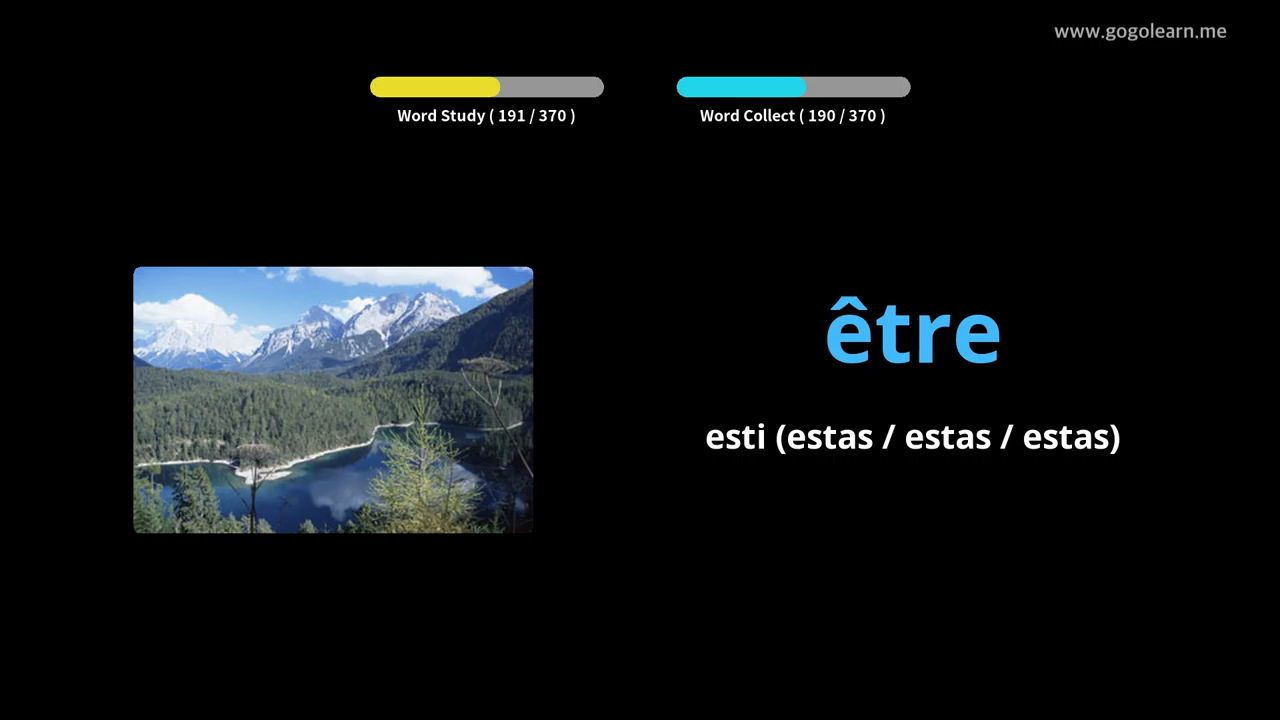 www.gogolearn.me
Word Study ( 191 / 370 )
Word Collect ( 190 / 370 )
être
esti (estas / estas / estas)